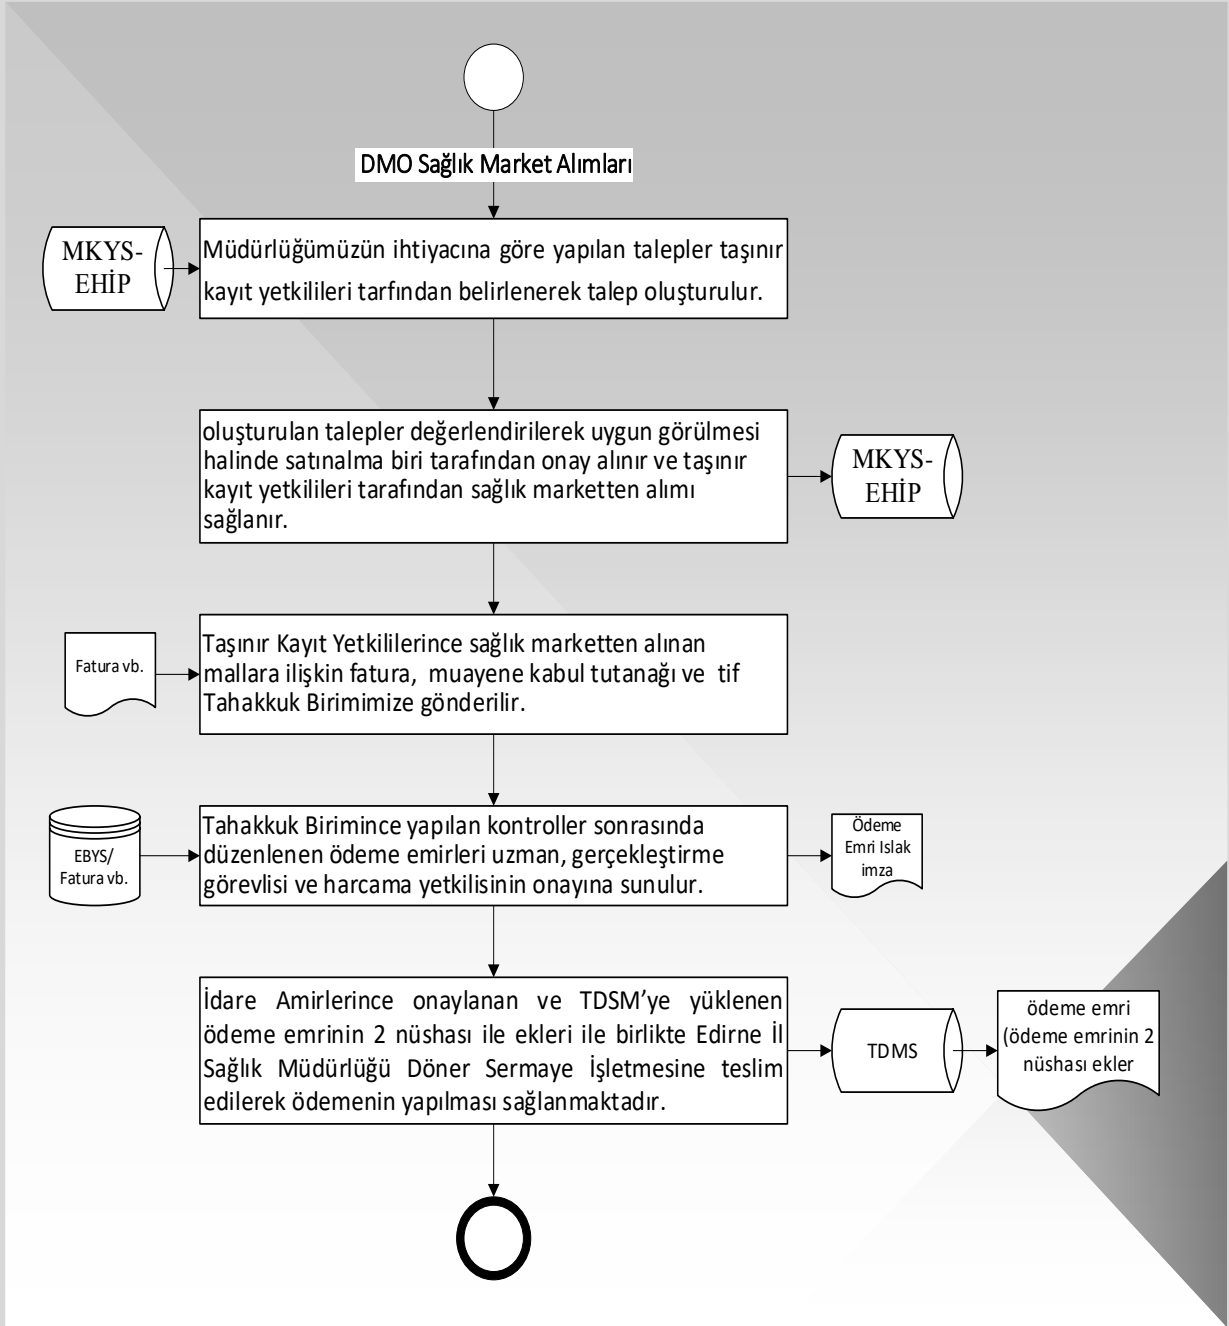 DMO Sağlık Market Alımları
MKYS-
EHİP
Müdürlüğümüzün ihtiyacına göre yapılan talepler taşınır
kayıt yetkilileri tarfından belirlenerek talep oluşturulur.
oluşturulan talepler değerlendirilerek uygun görülmesi
halinde satınalma biri tarafından onay alınır ve taşınır
kayıt yetkilileri tarafından sağlık marketten alımı
sağlanır.
MKYS-
EHİP
Fatura vb.
Taşınır Kayıt Yetkililerince sağlık marketten alınan
mallara ilişkin fatura, muayene kabul tutanağı ve tif
Tahakkuk Birimimize gönderilir.
EBYS/
Fatura vb.
Tahakkuk Birimince yapılan kontroller sonrasında
düzenlenen ödeme emirleri uzman, gerçekleştirme
görevlisi ve harcama yetkilisinin onayına sunulur.
Ödeme
Emri Islak
imza
İdare Amirlerince onaylanan ve TDSM’ye yüklenen
ödeme emrinin 2 nüshası ile ekleri ile birlikte Edirne İl
Sağlık Müdürlüğü Döner Sermaye İşletmesine teslim
edilerek ödemenin yapılması sağlanmaktadır.
TDMS
ödeme emri
(ödeme emrinin 2
nüshası ekler